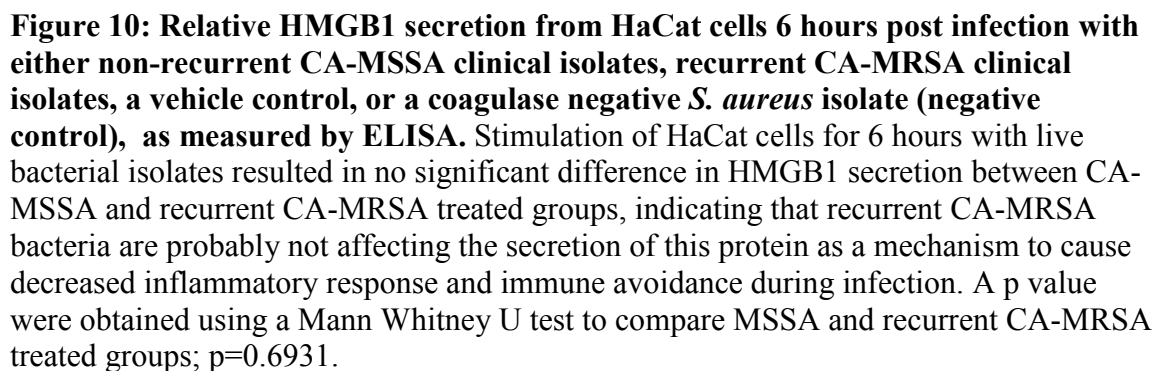 Figure 10: Relative HMGB1 secretion from HaCat cells 6 hours post infection with
either non-recurrent CA-MSSA clinical isolates, recurrent CA-MRSA clinical
isolates, a vehicle control, or a coagulase negative S. aureus isolate (negative
control),  as measured by ELISA. Stimulation of HaCat cells for 6 hours with live
bacterial isolates resulted in no significant difference in HMGB1 secretion between CA-
MSSA and recurrent CA-MRSA treated groups, indicating that recurrent CA-MRSA
bacteria are probably not affecting the secretion of this protein as a mechanism to cause
decreased inflammatory response and immune avoidance during infection. A p value
were obtained using a Mann Whitney U test to compare MSSA and recurrent CA-MRSA
treated groups; p=0.6931.